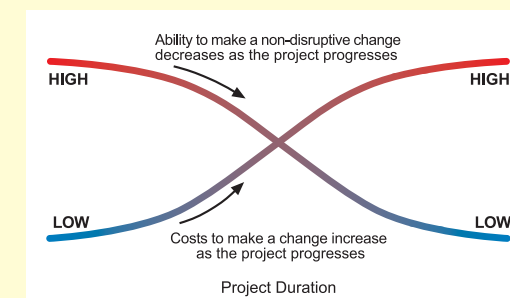 Ability to make a non-disruptive change
decreases as the project progresses
HIGH
HIGH
LOW
LOW
Costs to make a change increase
as the project progresses
Project Duration